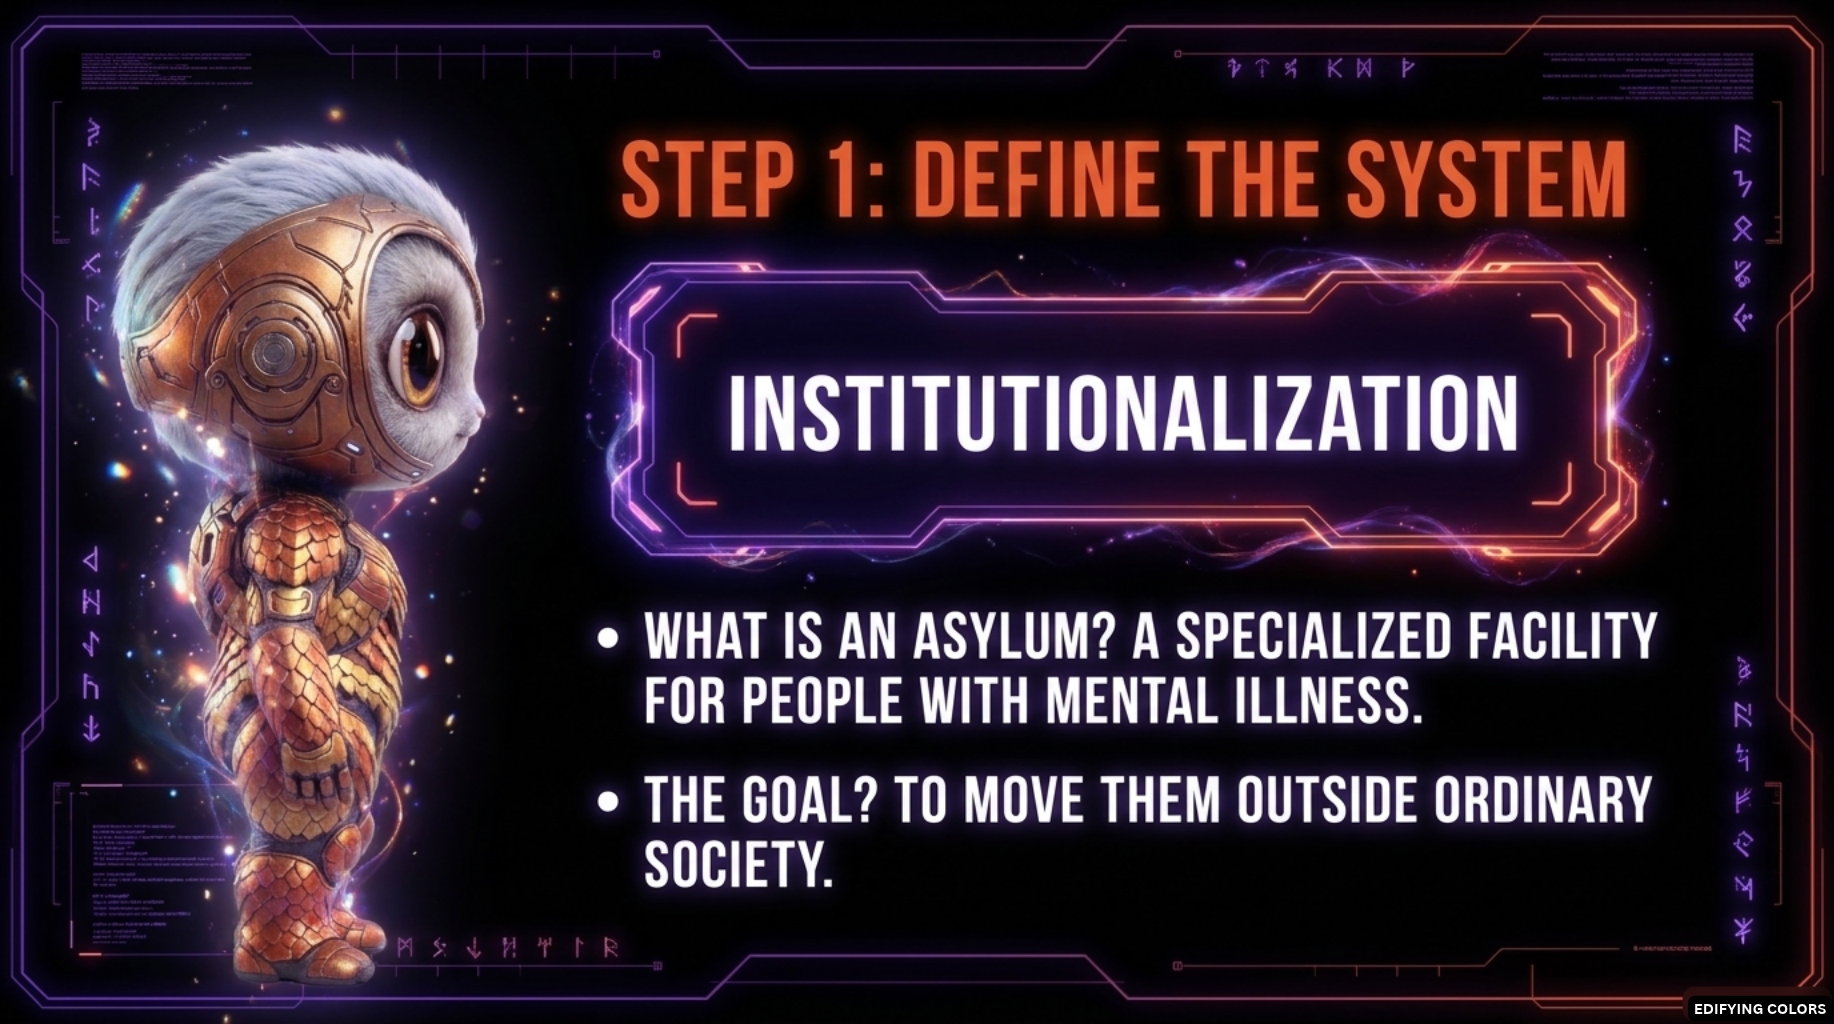 STEP 1: DEFINE THE SYSTEM
INSTITUTIONALIZATION
• WHAT IS AN ASYLUM? A SPECIALIZED FACILITY
FOR PEOPLE WITH MENTAL ILLNESS.
• THE GOAL? TO MOVE THEM OUTSIDE ORDINARY
SOCIETY.
EDIFYING COLORS